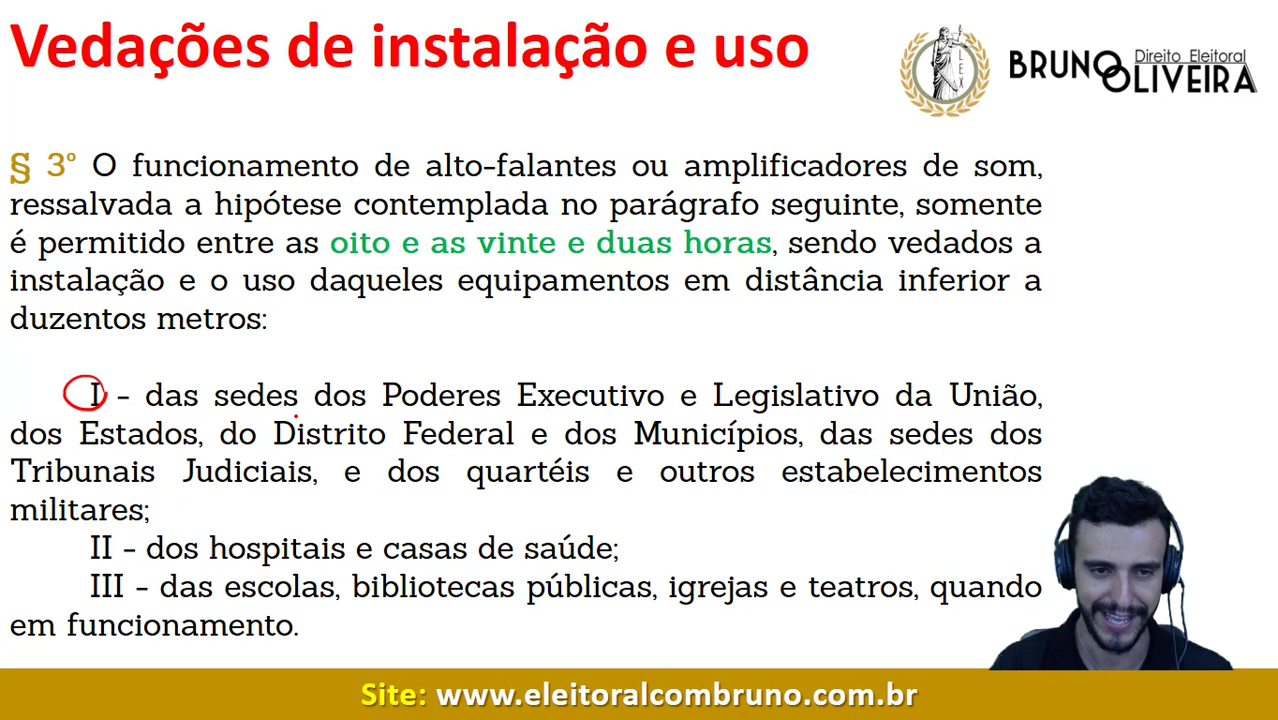 Vedações de instalação e uso
LEX
BRUNO
Direito Eleitoral
OLIVEIRA
§ 3º O funcionamento de alto-falantes ou amplificadores de som,
ressalvada a hipótese contemplada no parágrafo seguinte, somente
é permitido entre as oito e as vinte e duas horas, sendo vedados a
instalação e o uso daqueles equipamentos em distância inferior a
duzentos metros:
I - das sedes dos Poderes Executivo e Legislativo da União,
dos Estados, do Distrito Federal e dos Municípios, das sedes dos
Tribunais Judiciais, e dos quartéis e outros estabelecimentos
militares;
II - dos hospitais e casas de saúde;
III - das escolas, bibliotecas públicas, igrejas e teatros, quando
em funcionamento.
Site: www.eleitoralcombruno.com.br